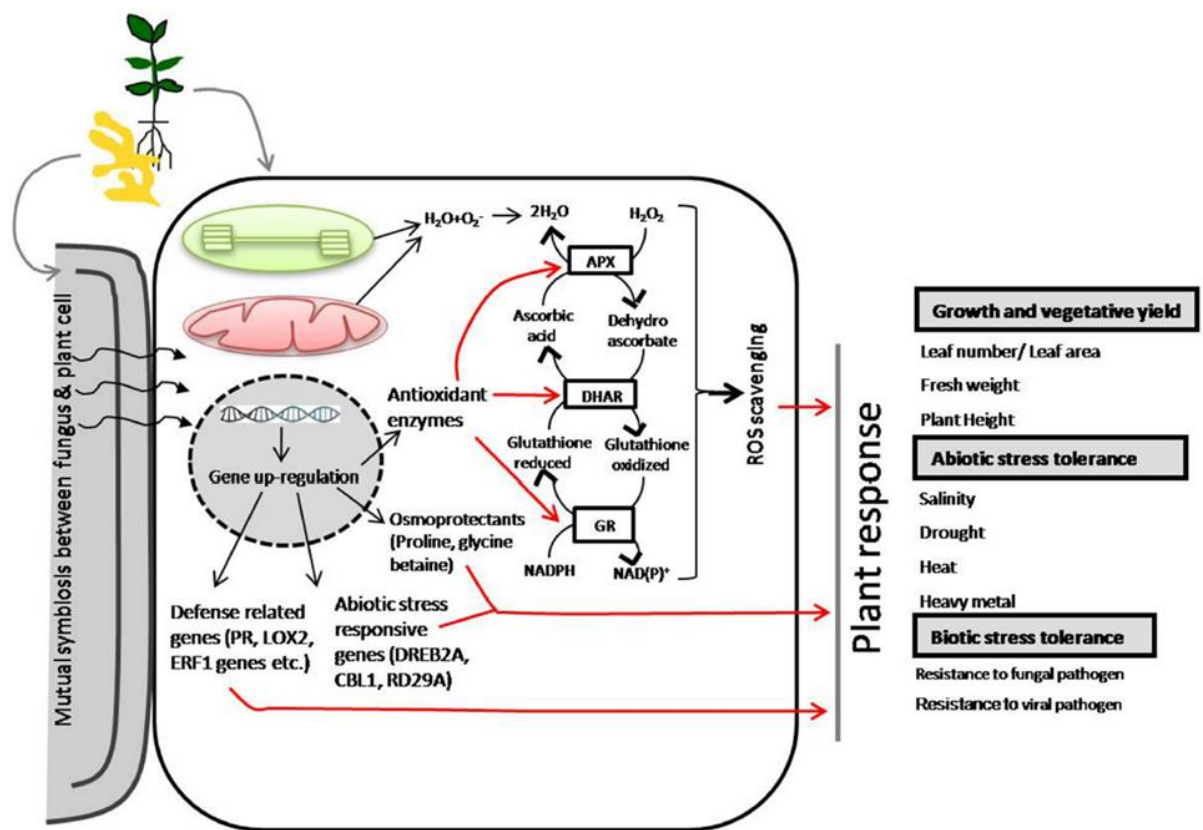 Mutual symbiosis between fungus & plant cell
H₂O+O₂⁻
2H₂O
H₂O₂
APX
Ascorbic
acid
Dehydro
ascorbate
Antioxidant
enzymes
DHAR
Glutathione
reduced
Glutathione
oxidized
GR
NADPH
NAD(P)⁺
Gene up-regulation
Osmoprotectants
(Proline, glycine
betaine)
Defense related
genes (PR, LOX2,
ERF1 genes etc.)
Abiotic stress
responsive
genes (DREB2A,
CBL1, RD29A)
ROS scavenging
Plant response
Growth and vegetative yield
Leaf number/ Leaf area
Fresh weight
Plant Height
Abiotic stress tolerance
Salinity
Drought
Heat
Heavy metal
Biotic stress tolerance
Resistance to fungal pathogen
Resistance to viral pathogen